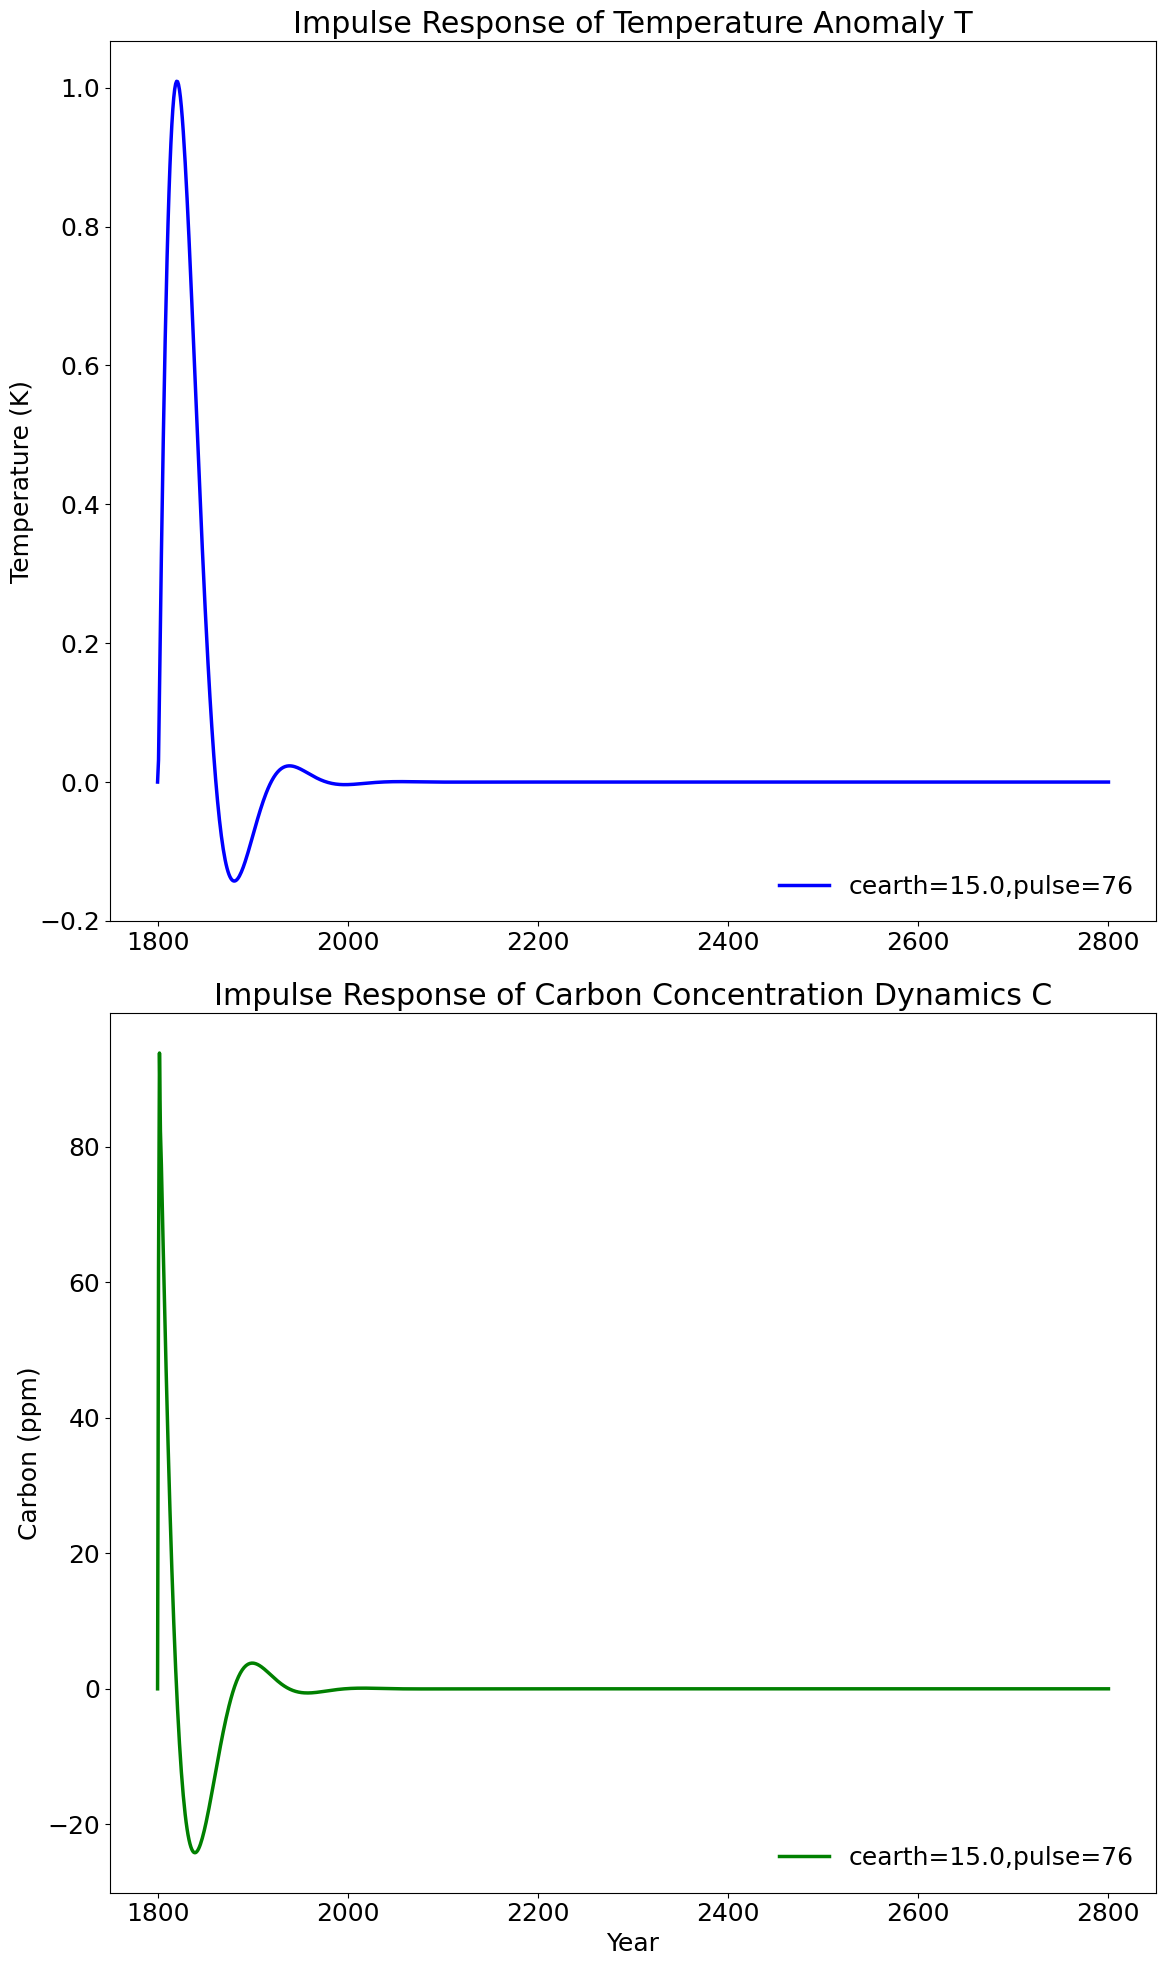 Impulse Response of Temperature Anomaly T
1.0
0.8
0.6
0.4
0.2
0.0
−0.2
Temperature (K)
cearth=15.0,pulse=76
1800 2000 2200 2400 2600 2800
Impulse Response of Carbon Concentration Dynamics C
80
60
40
20
0
−20
Carbon (ppm)
cearth=15.0,pulse=76
1800 2000 2200 2400 2600 2800
Year